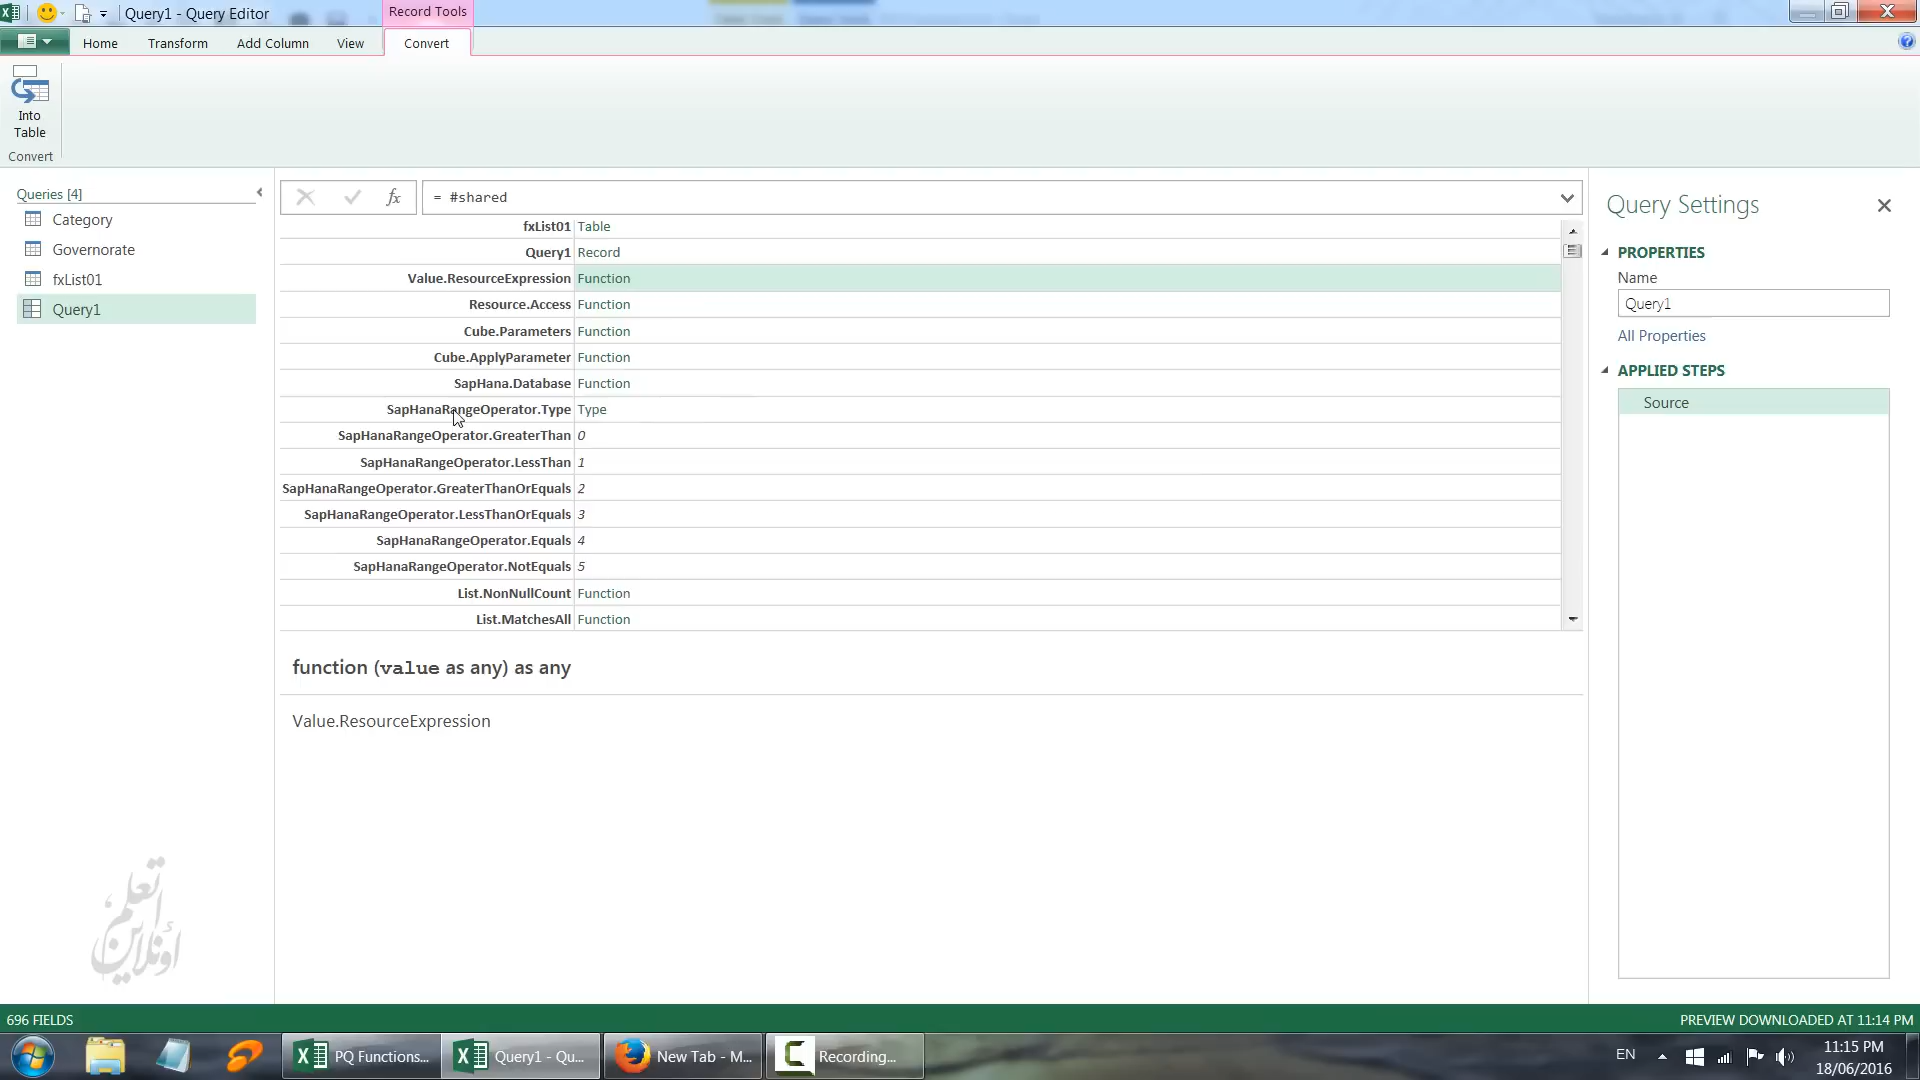 Query1 - Query Editor
Record Tools
Home
Transform
Add Column
View
Convert
Into
Table
Convert
Queries [4]
Category
Governorate
fxList01
Query1
fx
= #shared
fxList01 Table
Query1 Record
Value.ResourceExpression Function
Resource.Access Function
Cube.Parameters Function
Cube.ApplyParameter Function
SapHana.Database Function
SapHanaRangeOperator.Type Type
SapHanaRangeOperator.GreaterThan 0
SapHanaRangeOperator.LessThan 1
SapHanaRangeOperator.GreaterThanOrEquals 2
SapHanaRangeOperator.LessThanOrEquals 3
SapHanaRangeOperator.Equals 4
SapHanaRangeOperator.NotEquals 5
List.NonNullCount Function
List.MatchesAll Function
function (value as any) as any
Value.ResourceExpression
Query Settings
PROPERTIES
Name
Query1
All Properties
APPLIED STEPS
Source
نتعلم
أونلاين
696 FIELDS
PREVIEW DOWNLOADED AT 11:14 PM
PQ Functions...
Query1 - Qu...
New Tab - M...
Recording...
EN
11:15 PM
18/06/2016